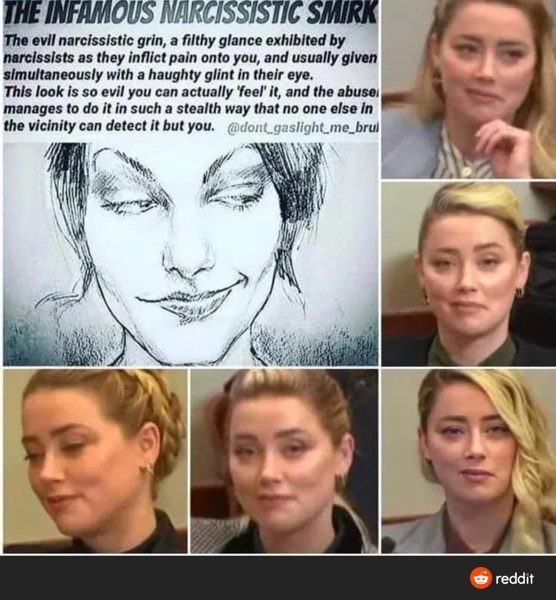 THE INFAMOUS NARCISSISTIC SMIRK
The evil narcissistic grin, a filthy glance exhibited by
narcissists as they inflict pain onto you, and usually given
simultaneously with a haughty glint in their eye.
This look is so evil you can actually 'feel' it, and the abuse
manages to do it in such a stealth way that no one else in
the vicinity can detect it but you. @dont_gaslight_me_bru
reddit